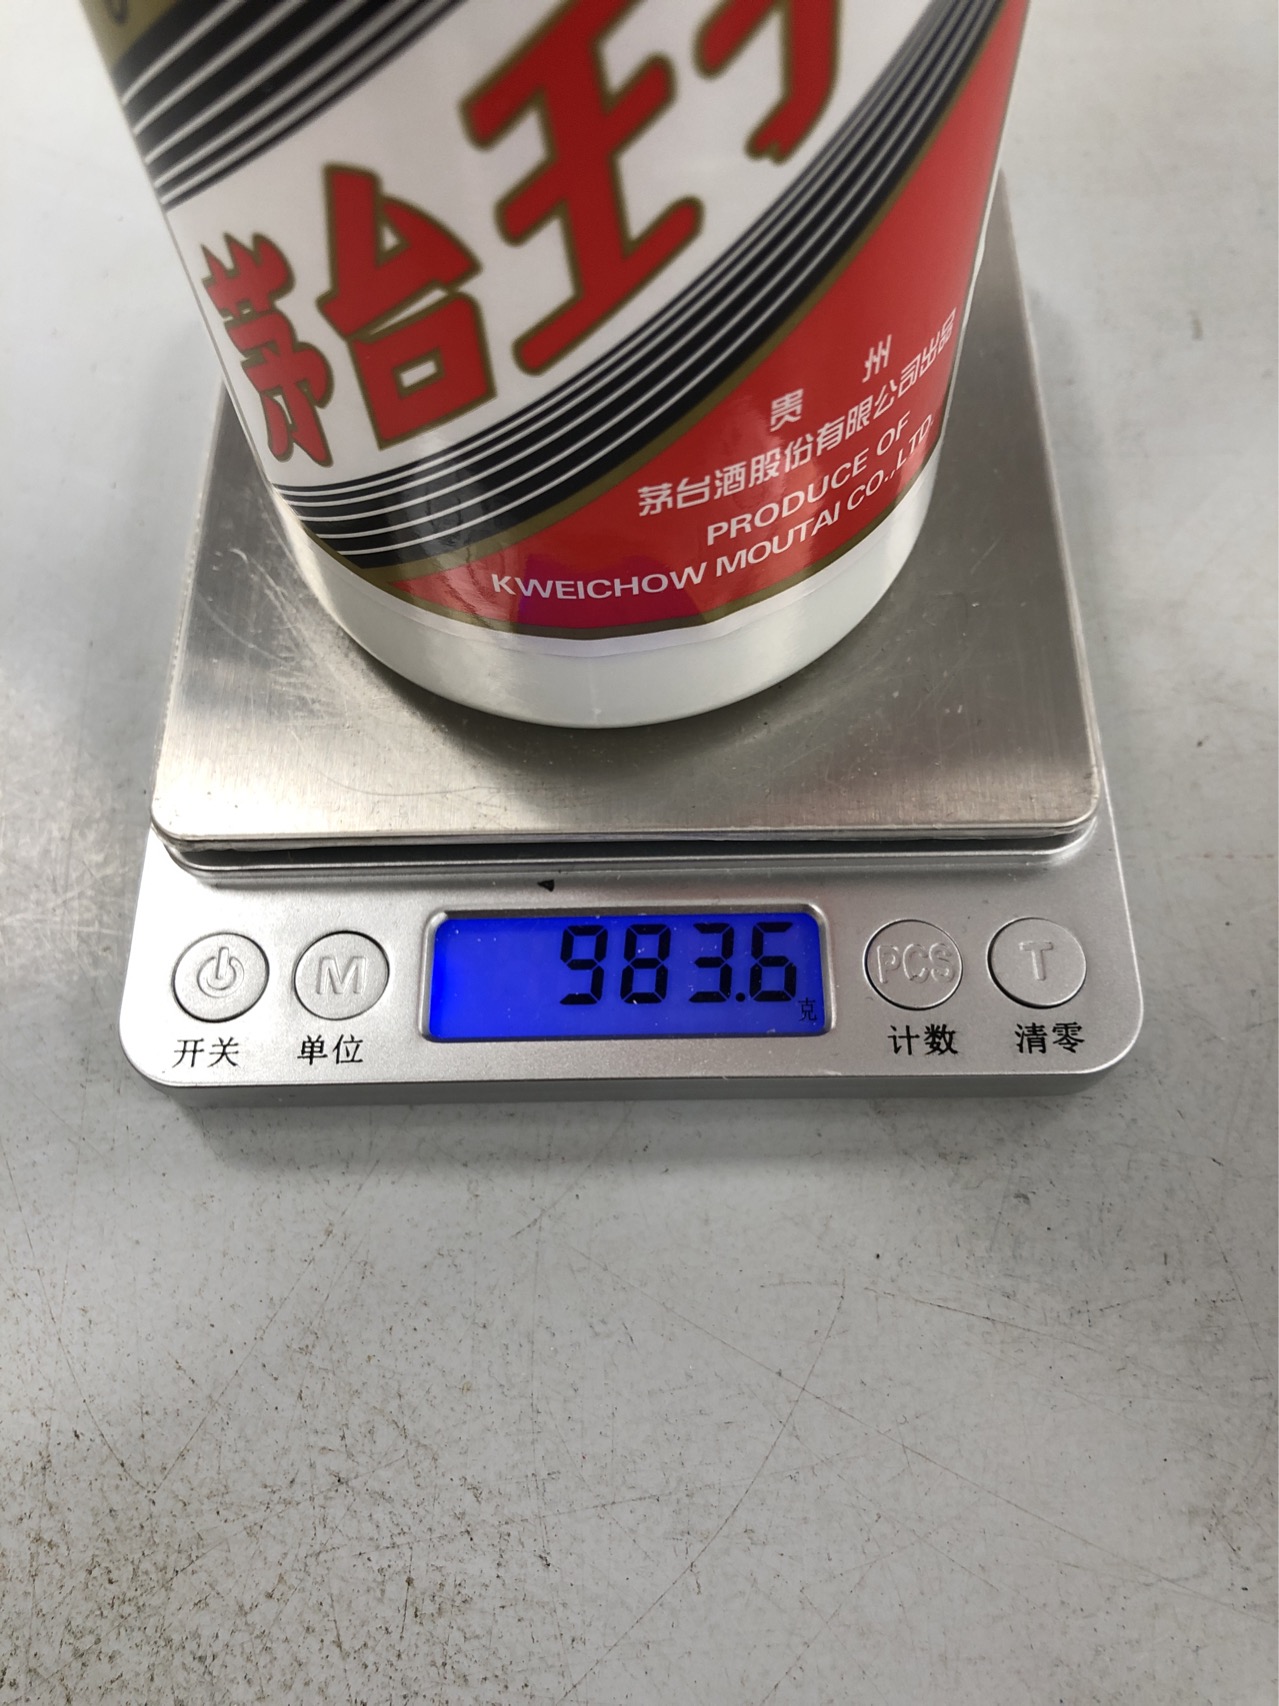 茅台王子
贵州
茅台酒股份有限公司出品
PRODUCE OF
KWEICHOW MOUTAI CO.,LTD.
983.6
克
M
PCS
T
开关
单位
计数
清零